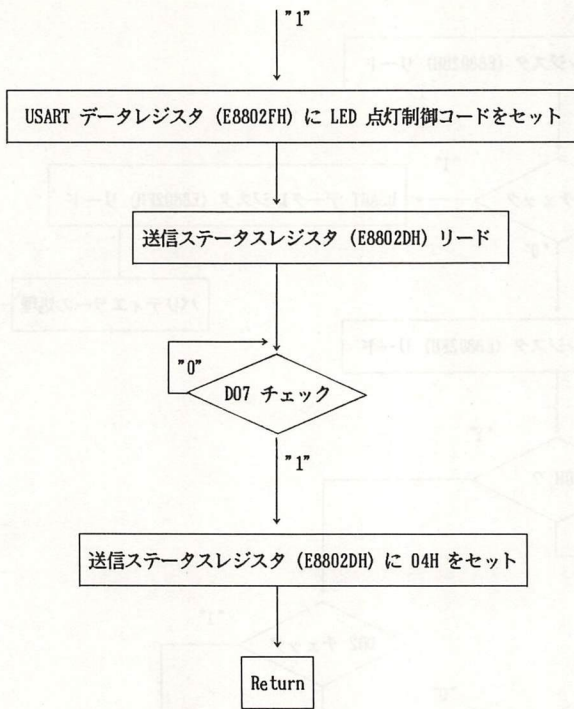 "1"
USART データレジスタ (E8802FH) に LED 点灯制御コードをセット
送信ステータスレジスタ (E8802DH) リード
"0"
D07 チェック
"1"
送信ステータスレジスタ (E8802DH) に 04H をセット
Return